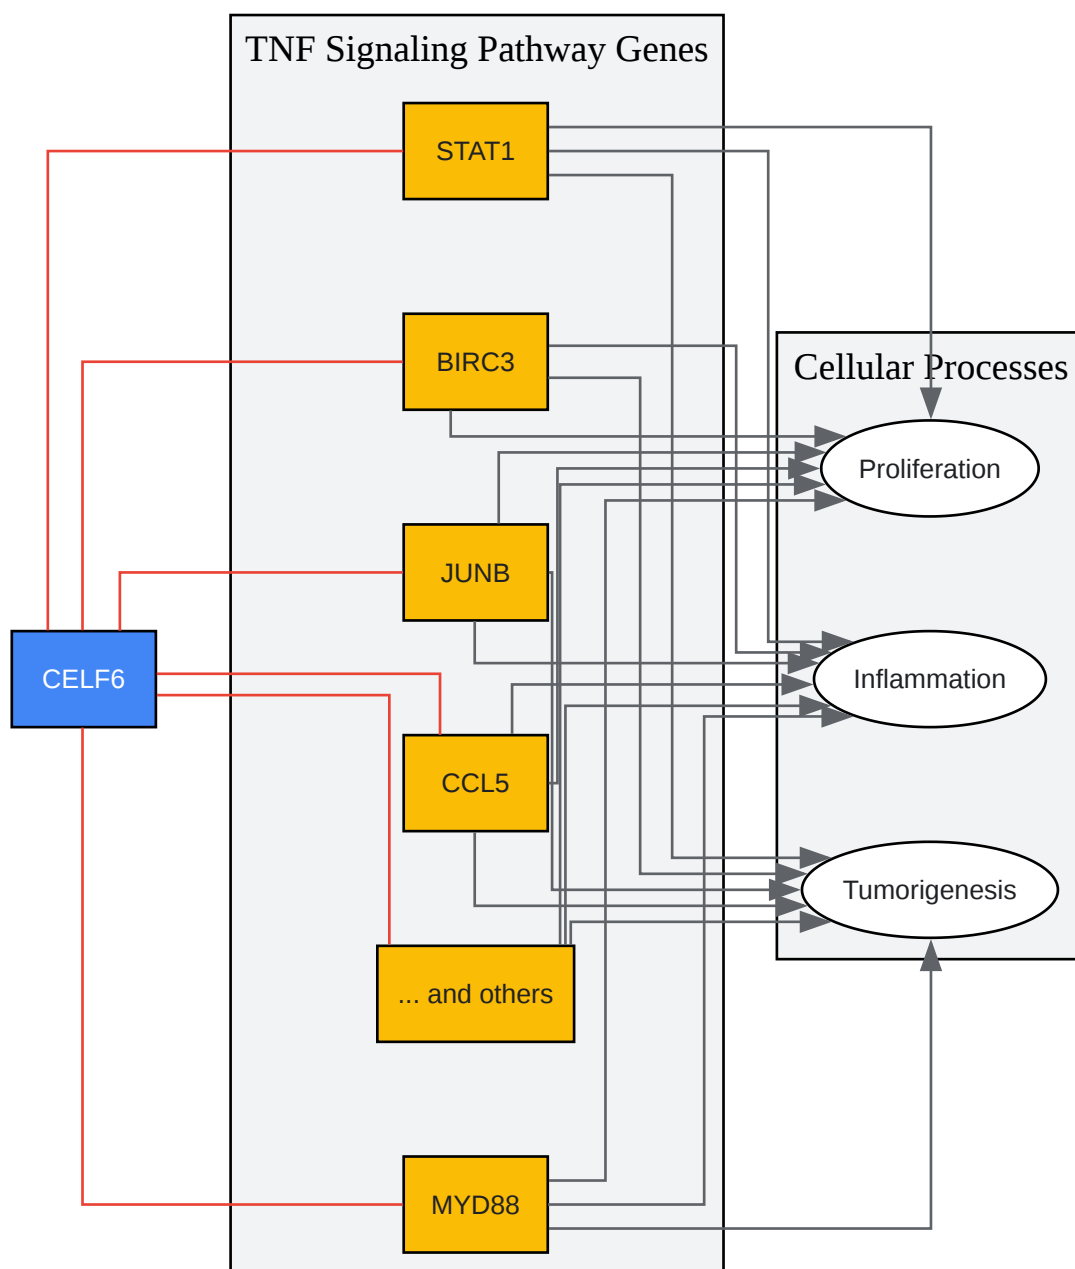 TNF Signaling Pathway Genes
STAT1
BIRC3
Cellular Processes
Proliferation
JUNB
CELF6
Inflammation
CCL5
Tumorigenesis
... and others
MYD88